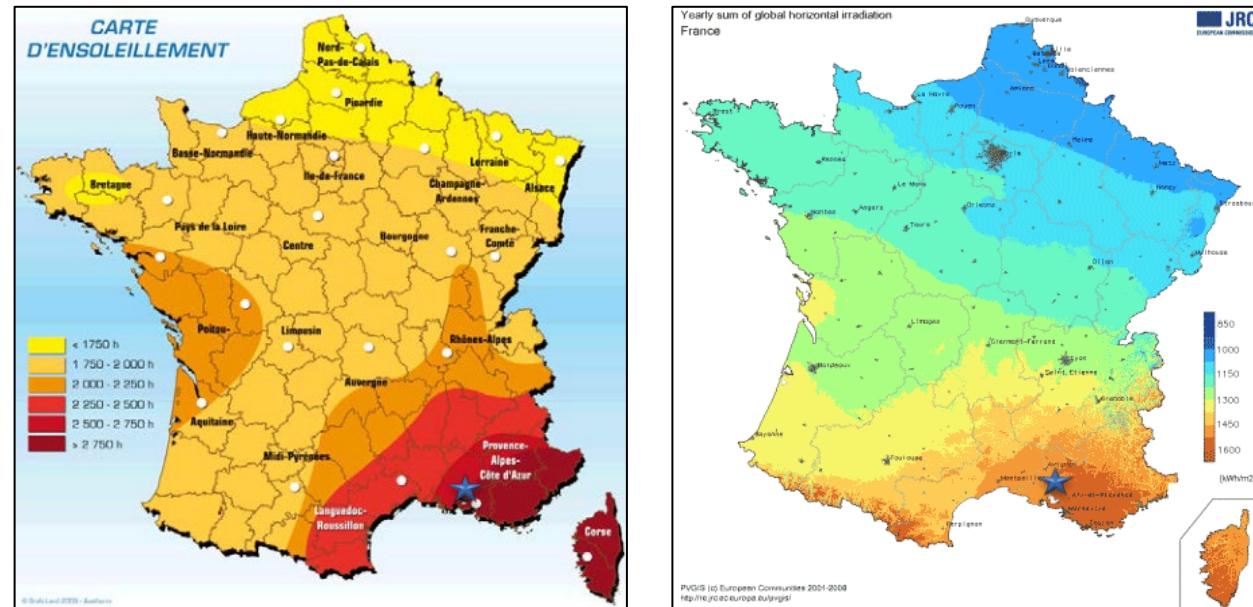 CARTE
D'ENSOLEILLEMENT
Nord-
Pas-de-Calais
Picardie
Haute-Normandie
Basse-Normandie
Ile-de-France
Lorraine
Alsace
Champagne-
Ardennes
Bretagne
Pays de la Loire
Centre
Bourgogne
Franche-
Comté
Poitou-
Limousin
Rhônes-Alpes
Auvergne
Aquitaine
Midi-Pyrénées
Provence-
Alpes-
Côte d'Azur
Languedoc-
Roussillon
Corse
< 1750 h
1 750 - 2 000 h
2 000 - 2 250 h
2 250 - 2 500 h
2 500 - 2 750 h
> 2 750 h
Yearly sum of global horizontal irradiation
France
JRC
EUROPEAN COMMISSION
Dunkerque
Lille
Valenciennes
Amiens
Le Havre
Rouen
Caen
Reims
Metz
Nancy
Strasbourg
Brest
Rennes
Le Mans
Orleans
Nantes
Angers
Tours
Dijon
Mulhouse
Limoges
Clermont-Ferrand
Lyon
Saint Etienne
Grenoble
Bordeaux
Bayonne
Toulouse
Montpellier
Avignon
Aix-en-Provence
Marseille
Toulon
Perpignan
850
1000
1150
1300
1450
1600
[kWh/m2]
PVGIS (c) European Communities 2001-2008
http://re.jrc.ec.europa.eu/pvgis/